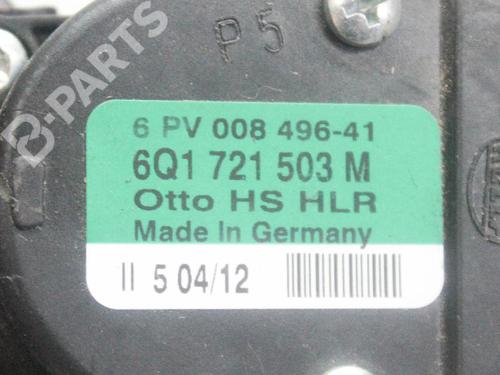 P5
6 PV 008 496-41
6Q1 721 503 M
Otto HS HLR
Made In Germany
II 5 04/12
B-PARTS